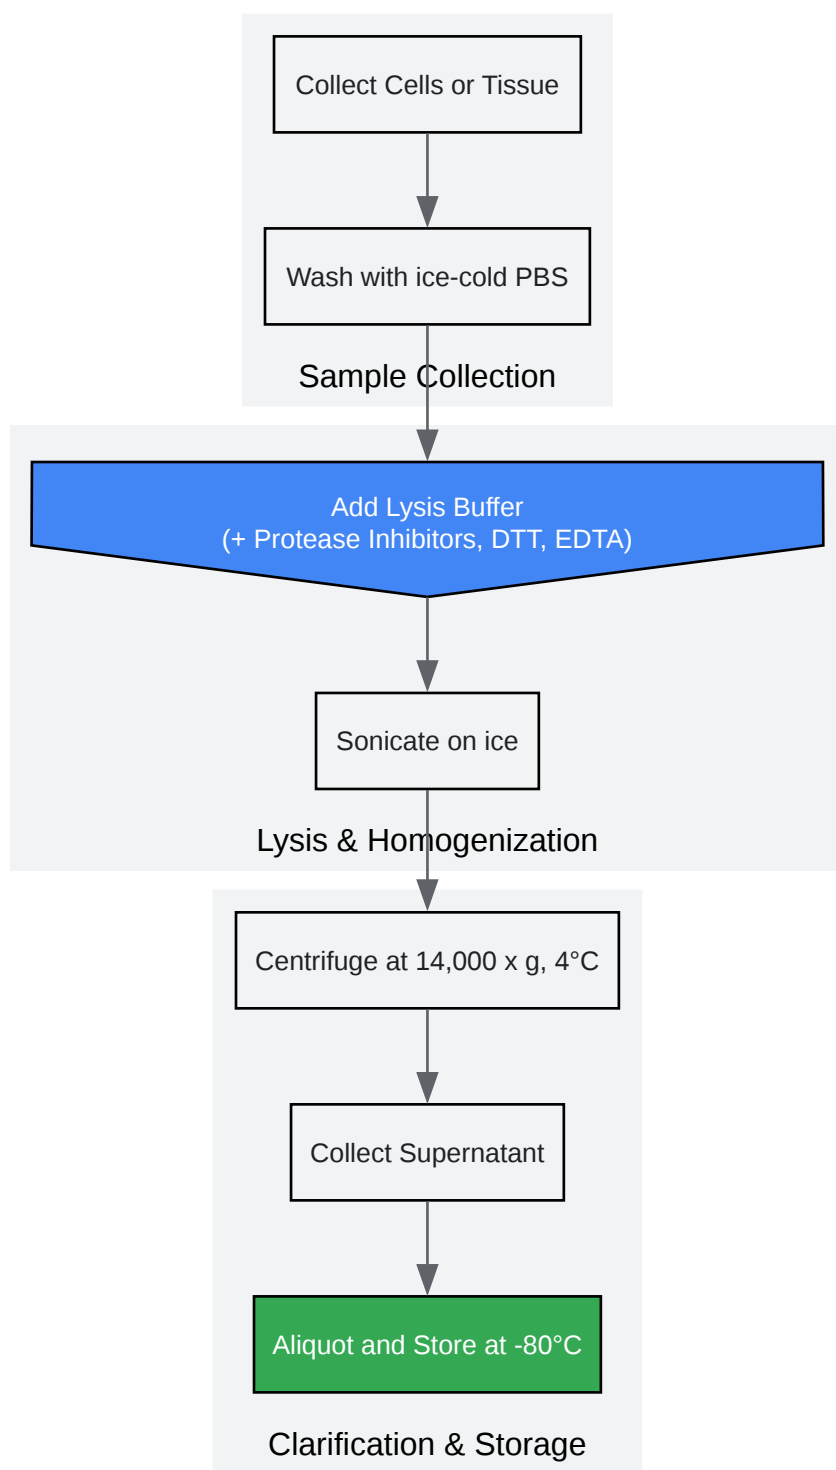 Collect Cells or Tissue
Wash with ice-cold PBS
Sample Collection
Add Lysis Buffer
(+ Protease Inhibitors, DTT, EDTA)
Sonicate on ice
Lysis & Homogenization
Centrifuge at 14,000 x g, 4°C
Collect Supernatant
Aliquot and Store at -80°C
Clarification & Storage